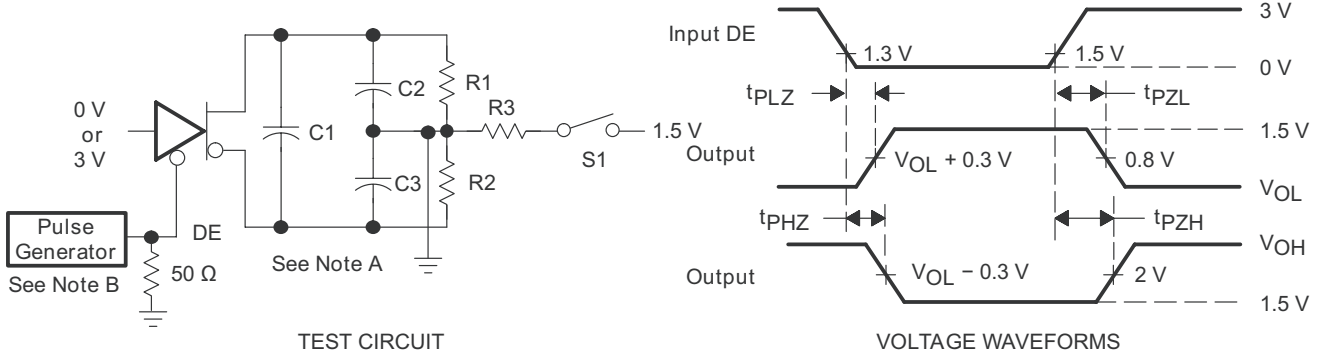 0 V
or
3 V
C1
C2
C3
R1
R2
R3
S1
1.5 V
Pulse
Generator
DE
50 Ω
See Note B
See Note A
TEST CIRCUIT
Input DE
1.3 V
1.5 V
3 V
0 V
tPLZ
tPZL
Output
VOL + 0.3 V
0.8 V
1.5 V
VOL
tPHZ
tPZH
Output
VOL − 0.3 V
2 V
VOH
1.5 V
VOLTAGE WAVEFORMS